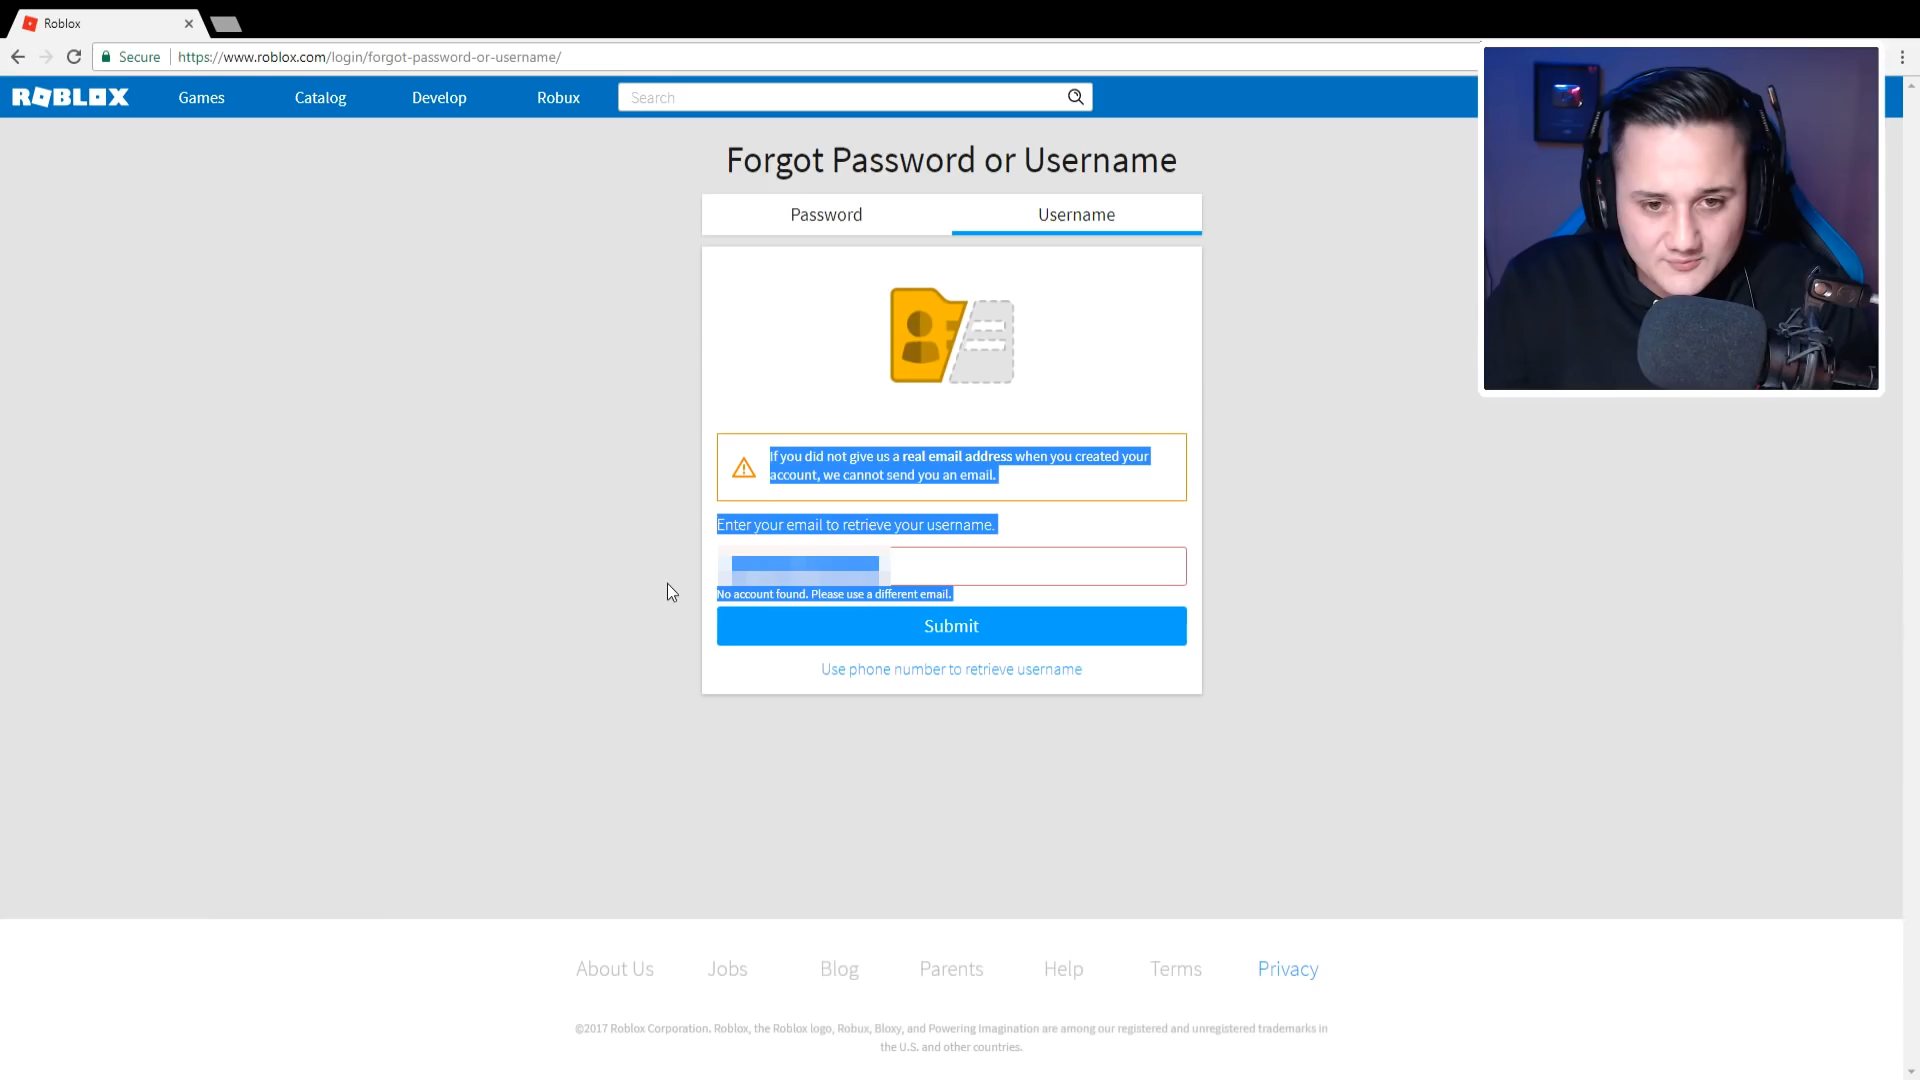 Roblox
Secure
https://www.roblox.com/login/forgot-password-or-username/
ROBLOX
Games
Catalog
Develop
Robux
Search
Forgot Password or Username
Password
Username
If you did not give us a real email address when you created your
account, we cannot send you an email.
Enter your email to retrieve your username.
No account found. Please use a different email.
Submit
Use phone number to retrieve username
About Us
Jobs
Blog
Parents
Help
Terms
Privacy
©2017 Roblox Corporation. Roblox, the Roblox logo, Robux, Bloxy, and Powering Imagination are among our registered and unregistered trademarks in
the U.S. and other countries.